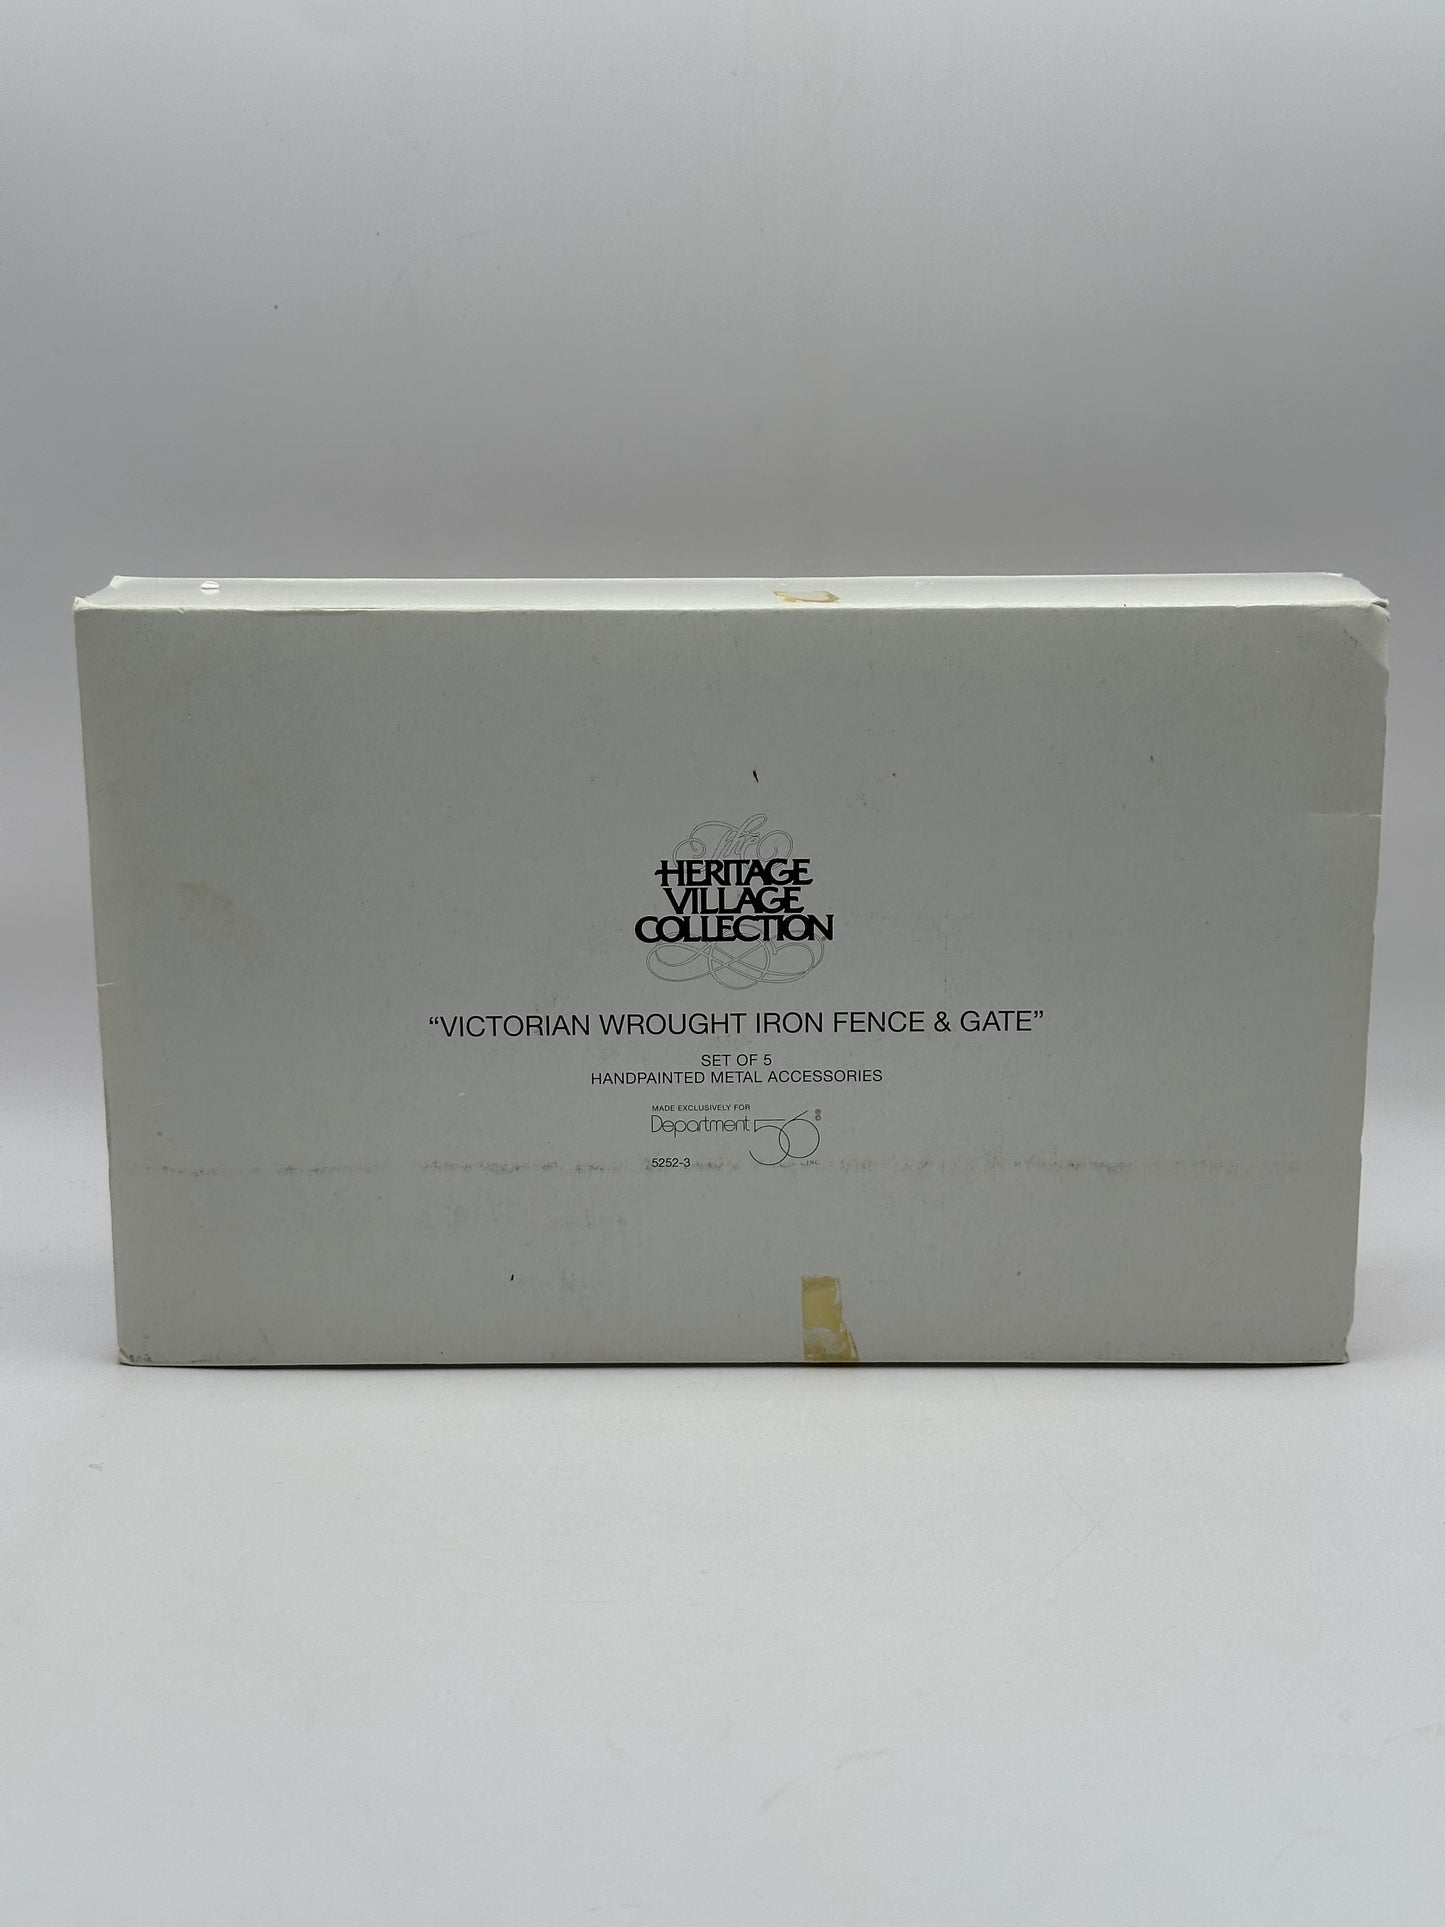 The
HERITAGE
VILLAGE
COLLECTION
“VICTORIAN WROUGHT IRON FENCE & GATE”
SET OF 5
HANDPAINTED METAL ACCESSORIES
MADE EXCLUSIVELY FOR
Department 56 ®©
INC.
5252-3